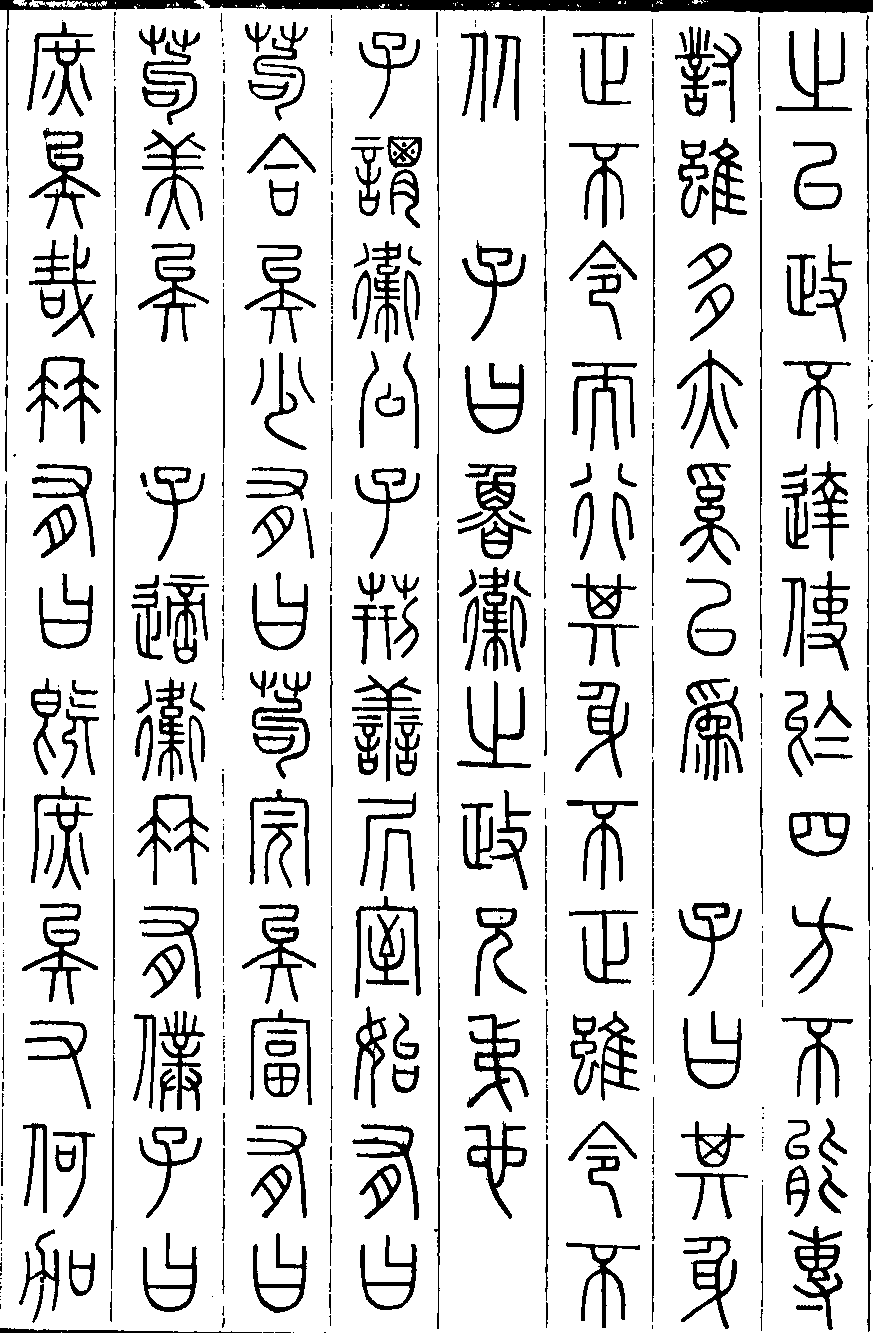 之以政不達使於四方不能專
對雖多亦奚以為 子曰其身
正不令而行其身不正雖令不
从 子曰魯衛之政兄弟也
子謂衛公子荊善居室始有曰
苟合矣少有曰苟完矣富有曰
苟美矣 子適衛冉有僕子曰
庶矣哉冉有曰既庶矣又何加